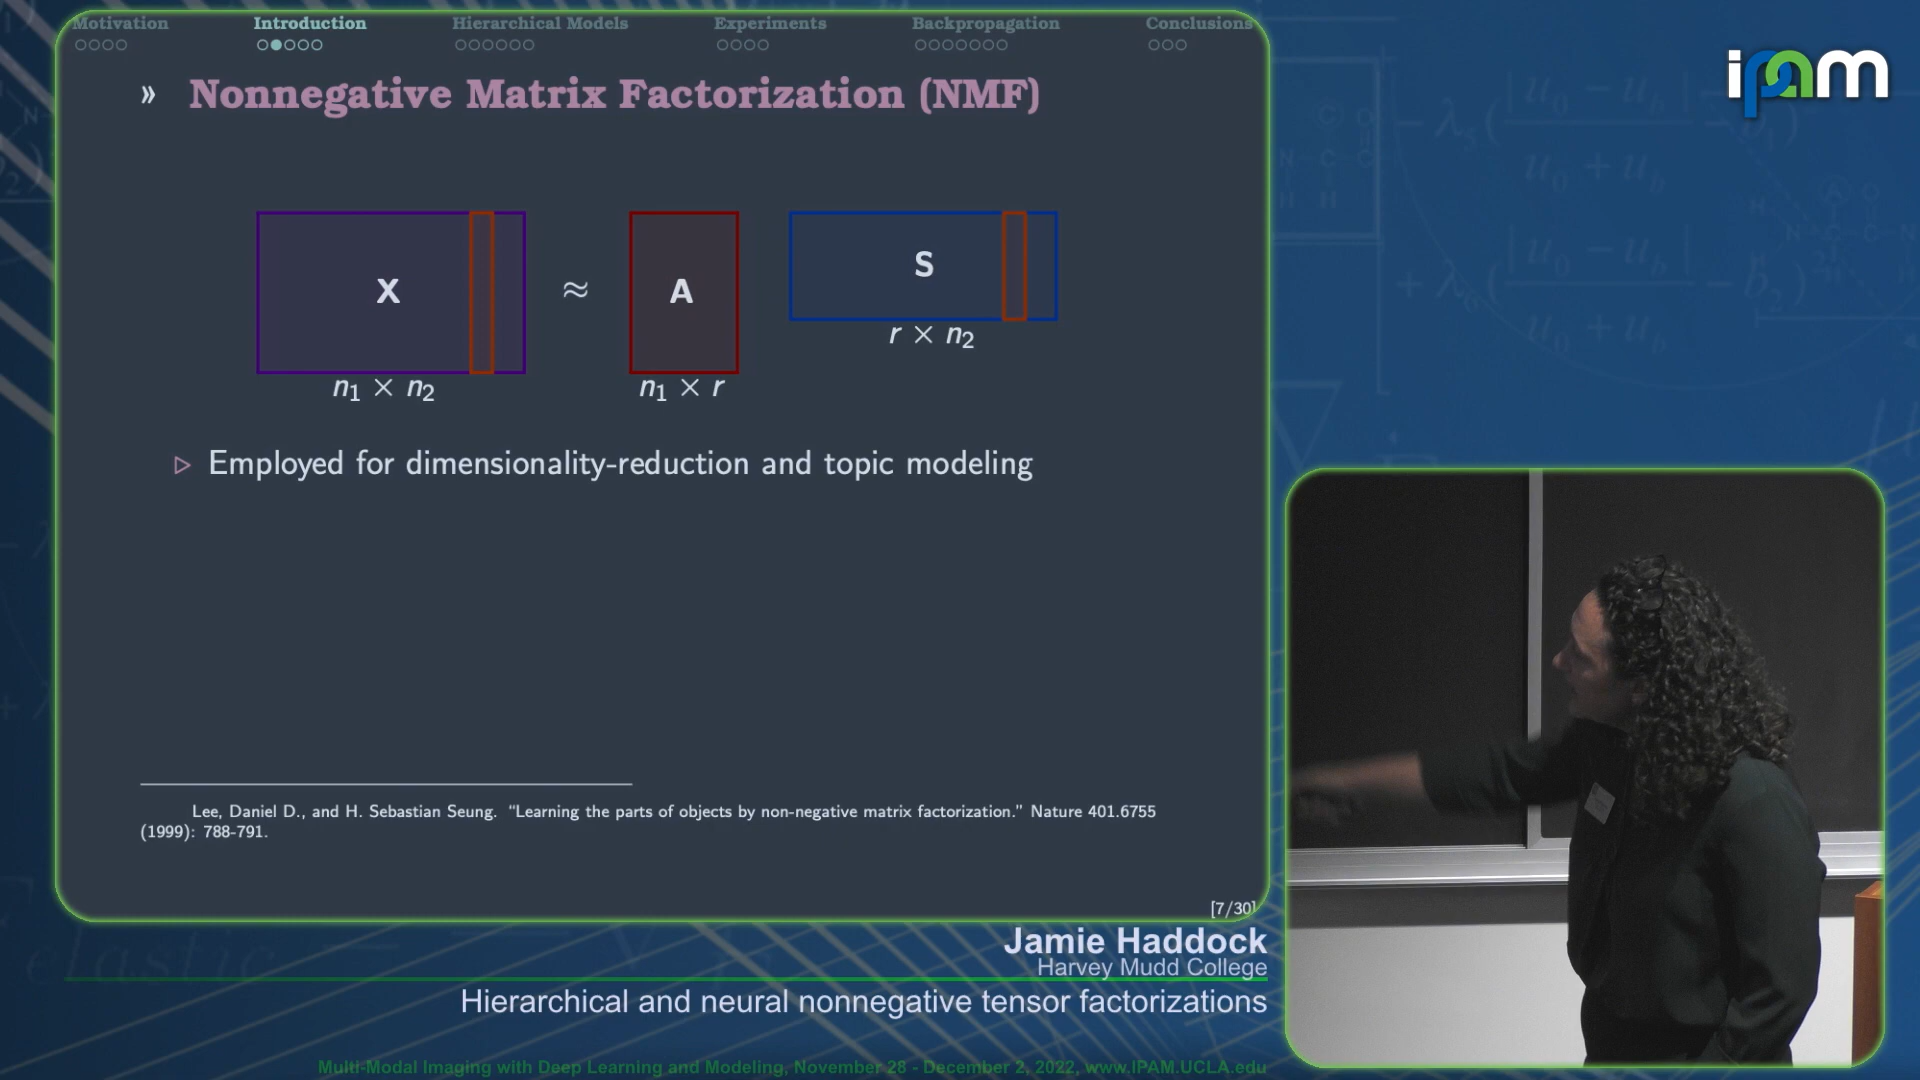 Motivation Introduction Hierarchical Models Experiments Backpropagation Conclusions
» Nonnegative Matrix Factorization (NMF)
X ≈ A S
r × n2
n1 × n2 n1 × r
▷ Employed for dimensionality-reduction and topic modeling
Lee, Daniel D., and H. Sebastian Seung. “Learning the parts of objects by non-negative matrix factorization.” Nature 401.6755
(1999): 788-791.
[7/30]
ipam
Jamie Haddock
Harvey Mudd College
Hierarchical and neural nonnegative tensor factorizations
Multi-Modal Imaging with Deep Learning and Modeling, November 28 - December 2, 2022, www.IPAM.UCLA.edu